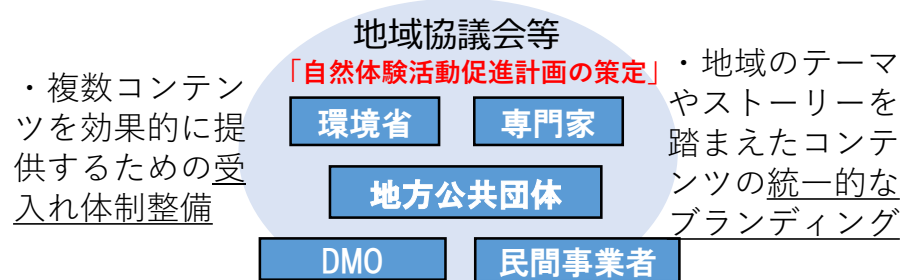 地域協議会等
「自然体験活動促進計画の策定」
・複数コンテン
ツを効果的に提
供するための受
入れ体制整備
環境省
専門家
地方公共団体
DMO
民間事業者
・地域のテーマ
やストーリーを
踏まえたコンテ
ンツの統一的な
ブランディング